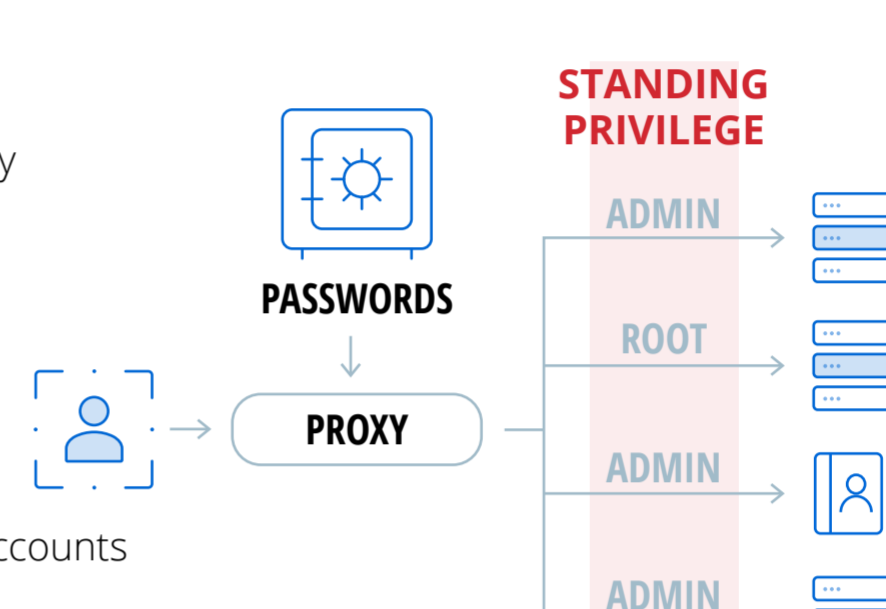 STANDING
PRIVILEGE
y
ADMIN
PASSWORDS
ROOT
PROXY
ADMIN
ccounts
ADMIN